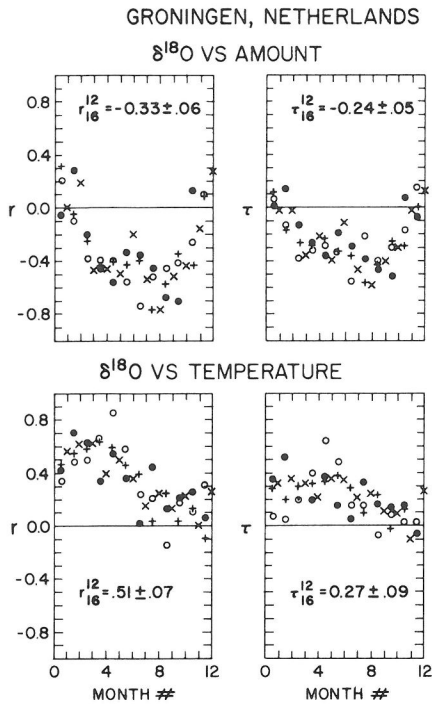 GRONINGEN, NETHERLANDS
δ¹⁸O VS AMOUNT
0.8
0.4
0.0
-0.4
-0.8
r
r¹²₁₆=-0.33±.06
τ
τ¹²₁₆=-0.24±.05
δ¹⁸O VS TEMPERATURE
0.8
0.4
0.0
-0.4
-0.8
r
r¹²₁₆=.51±.07
τ
τ¹²₁₆=0.27±.09
0 4 8 12
0 4 8 12
MONTH #
MONTH #